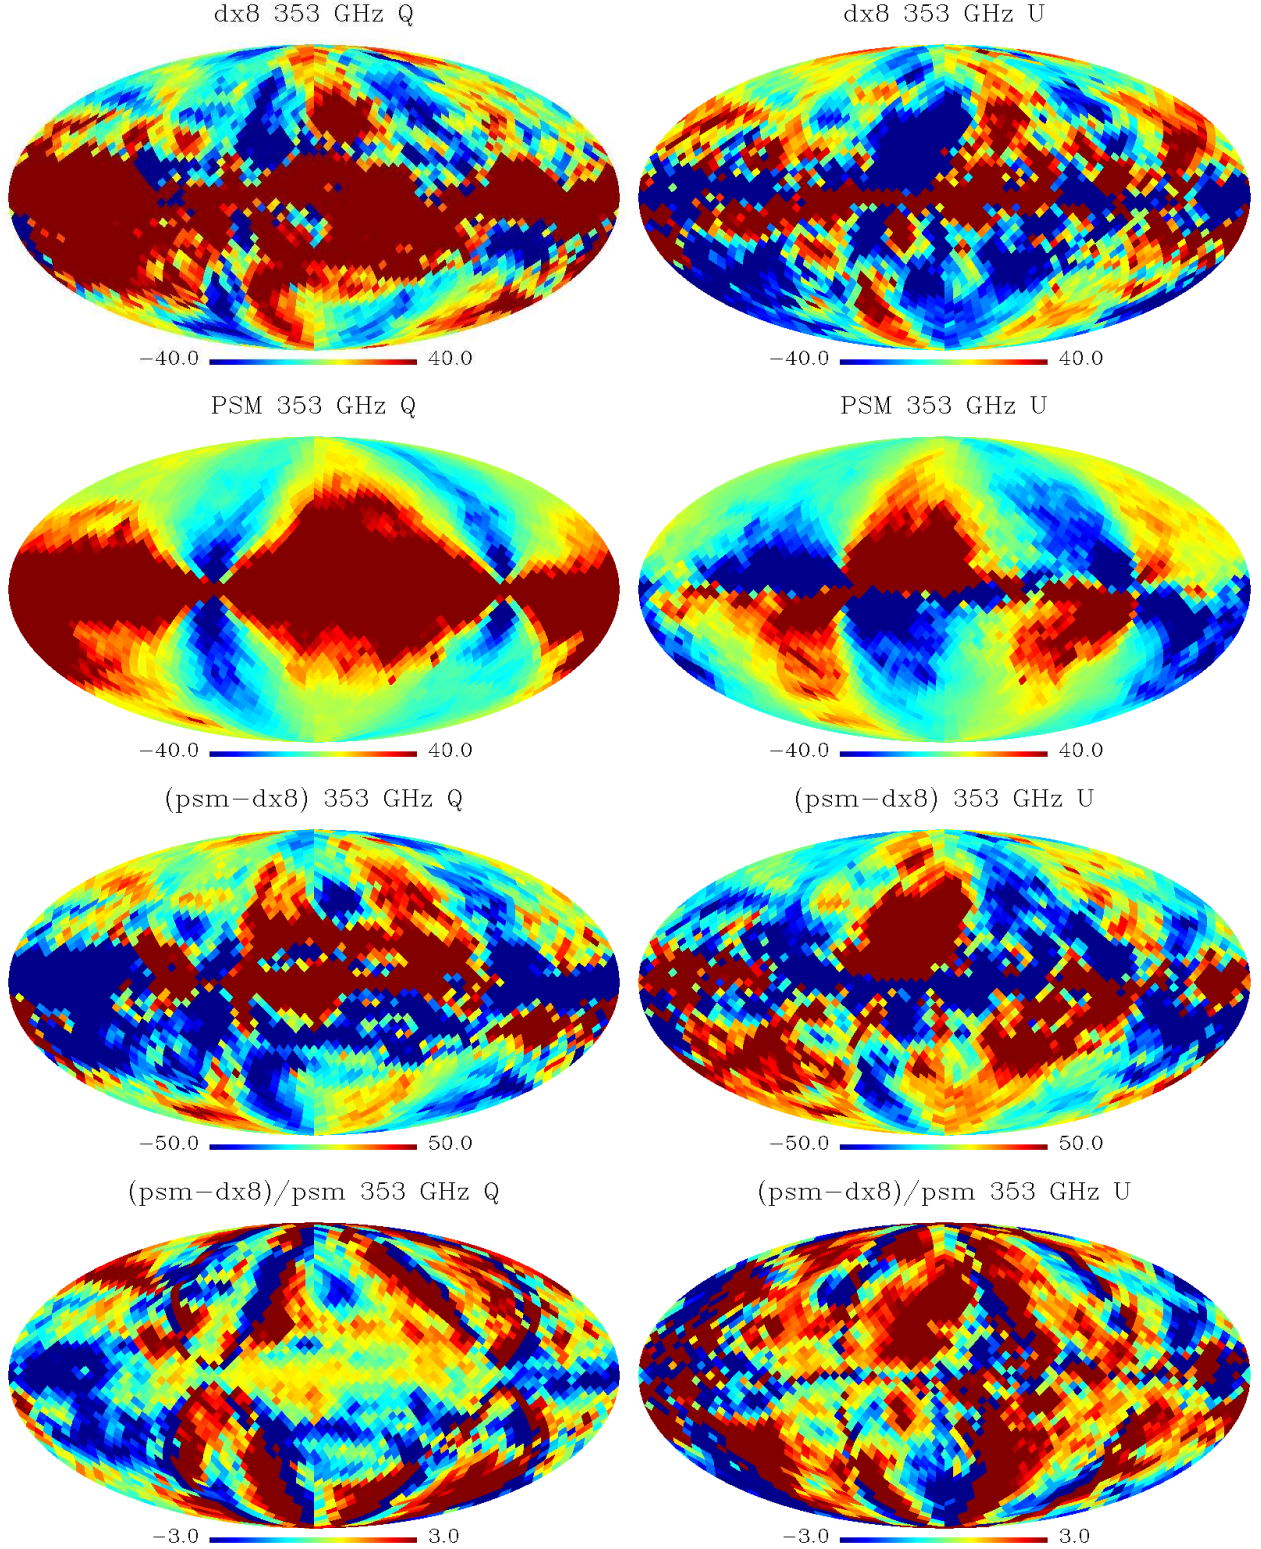 dx8 353 GHz Q
dx8 353 GHz U
−40.0 40.0
−40.0 40.0
PSM 353 GHz Q
PSM 353 GHz U
−40.0 40.0
−40.0 40.0
(psm−dx8) 353 GHz Q
(psm−dx8) 353 GHz U
−50.0 50.0
−50.0 50.0
(psm−dx8)/psm 353 GHz Q
(psm−dx8)/psm 353 GHz U
−3.0 3.0
−3.0 3.0